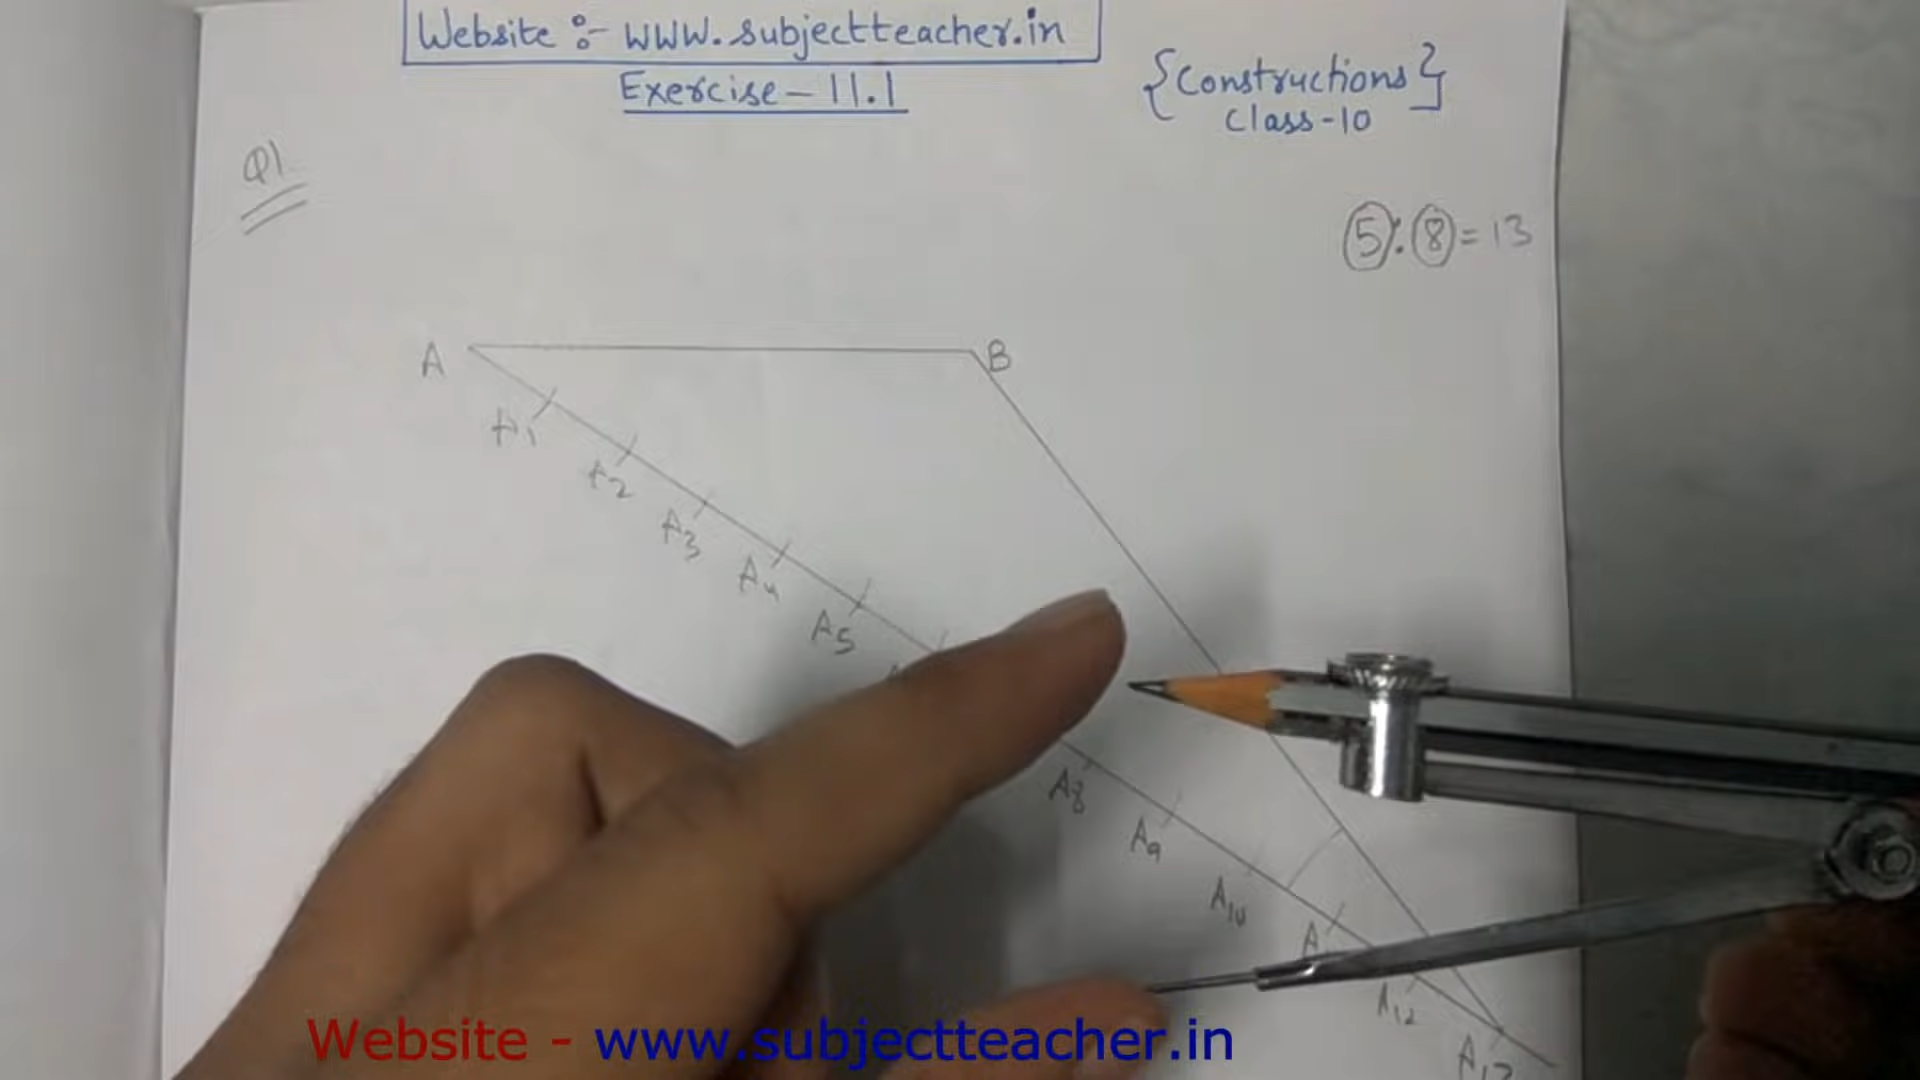 Website :- www.subjectteacher.in
Exercise - 11.1
{Constructions}
Class-10
Q1
5:8 = 13
A
B
A1
A2
A3
A4
A5
A8
A9
A10
A
A12
A13
Website - www.subjectteacher.in